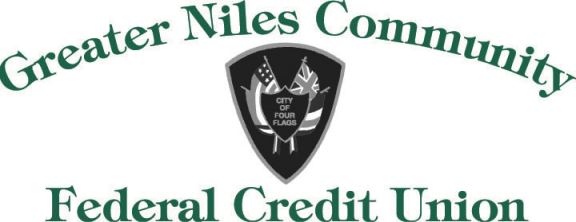 Greater Niles Community
CITY
OF
FOUR
FLAGS
Federal Credit Union